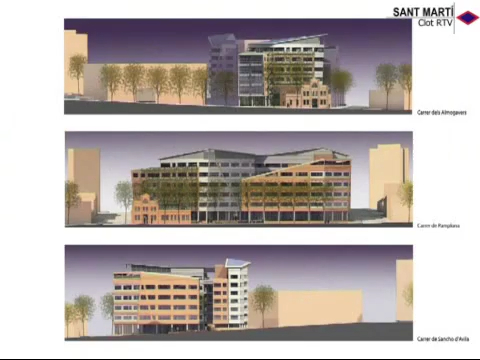 SANT MARTÍ
Clot RTV
Carrer dels Almogàvers
Carrer de Pamplona
Carrer de Sancho d'Àvila